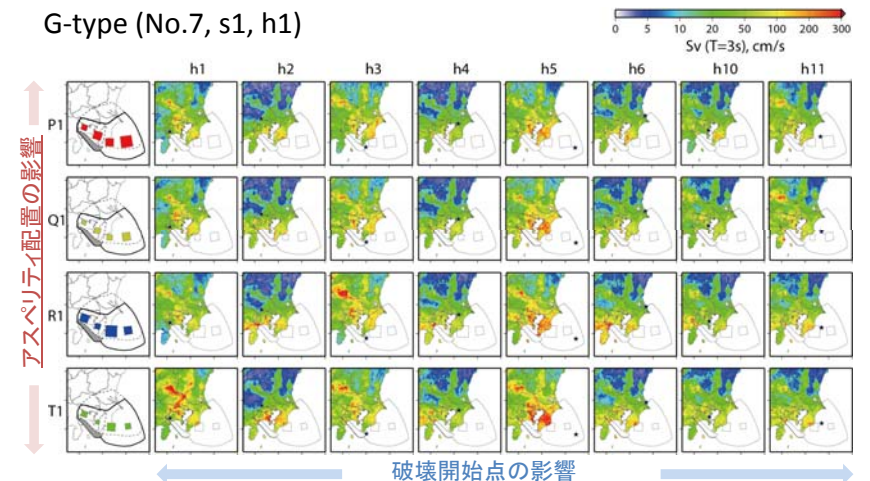 G-type (No.7, s1, h1)
0 5 10 20 50 100 200 300
Sv (T=3s), cm/s
h1 h2 h3 h4 h5 h6 h10 h11
アスペリティ配置の影響
P1
Q1
R1
T1
破壊開始点の影響